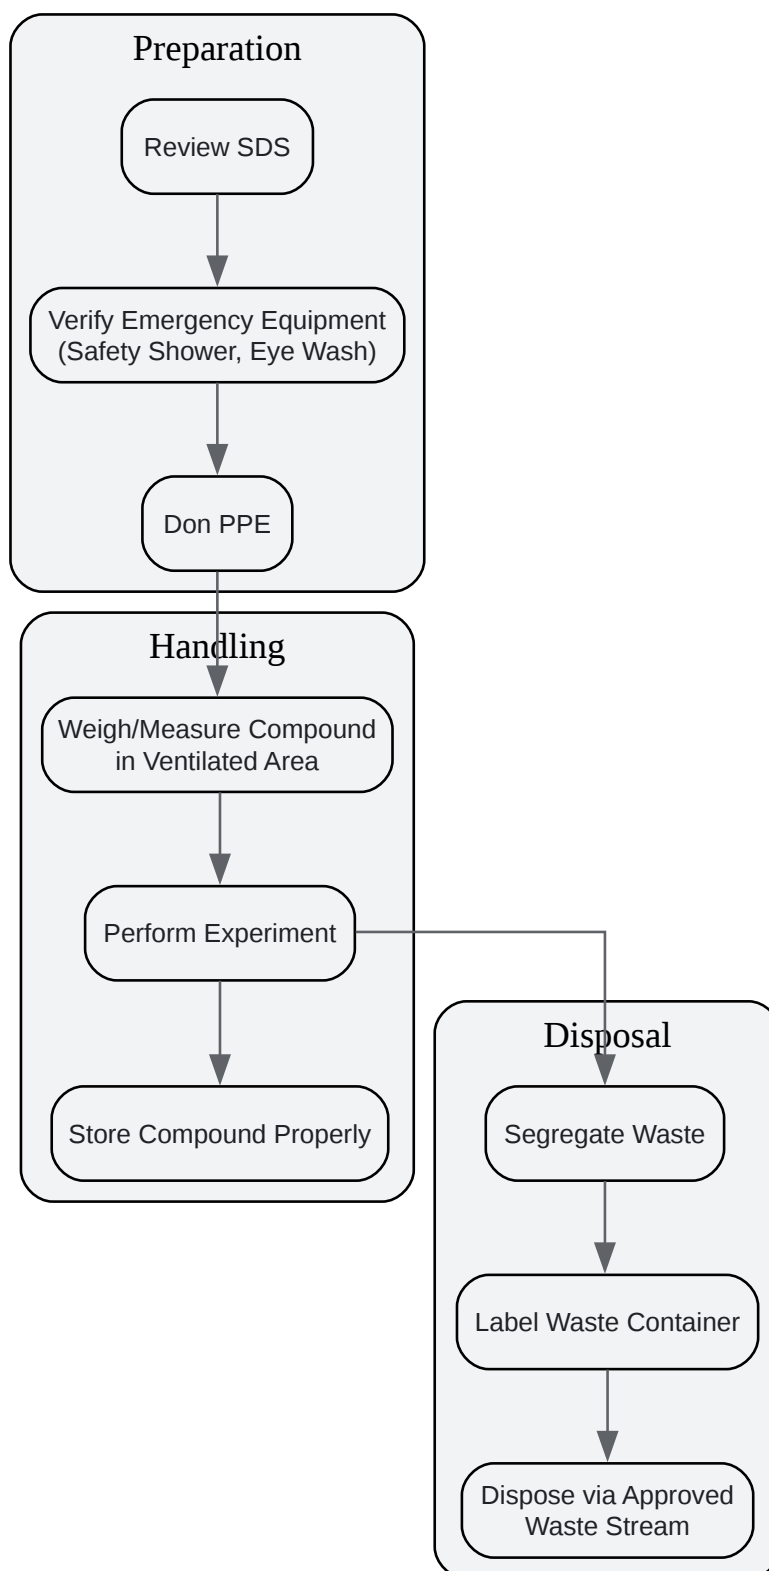 Preparation
Review SDS
Verify Emergency Equipment
(Safety Shower, Eye Wash)
Don PPE
Handling
Weigh/Measure Compound
in Ventilated Area
Perform Experiment
Store Compound Properly
Disposal
Segregate Waste
Label Waste Container
Dispose via Approved
Waste Stream